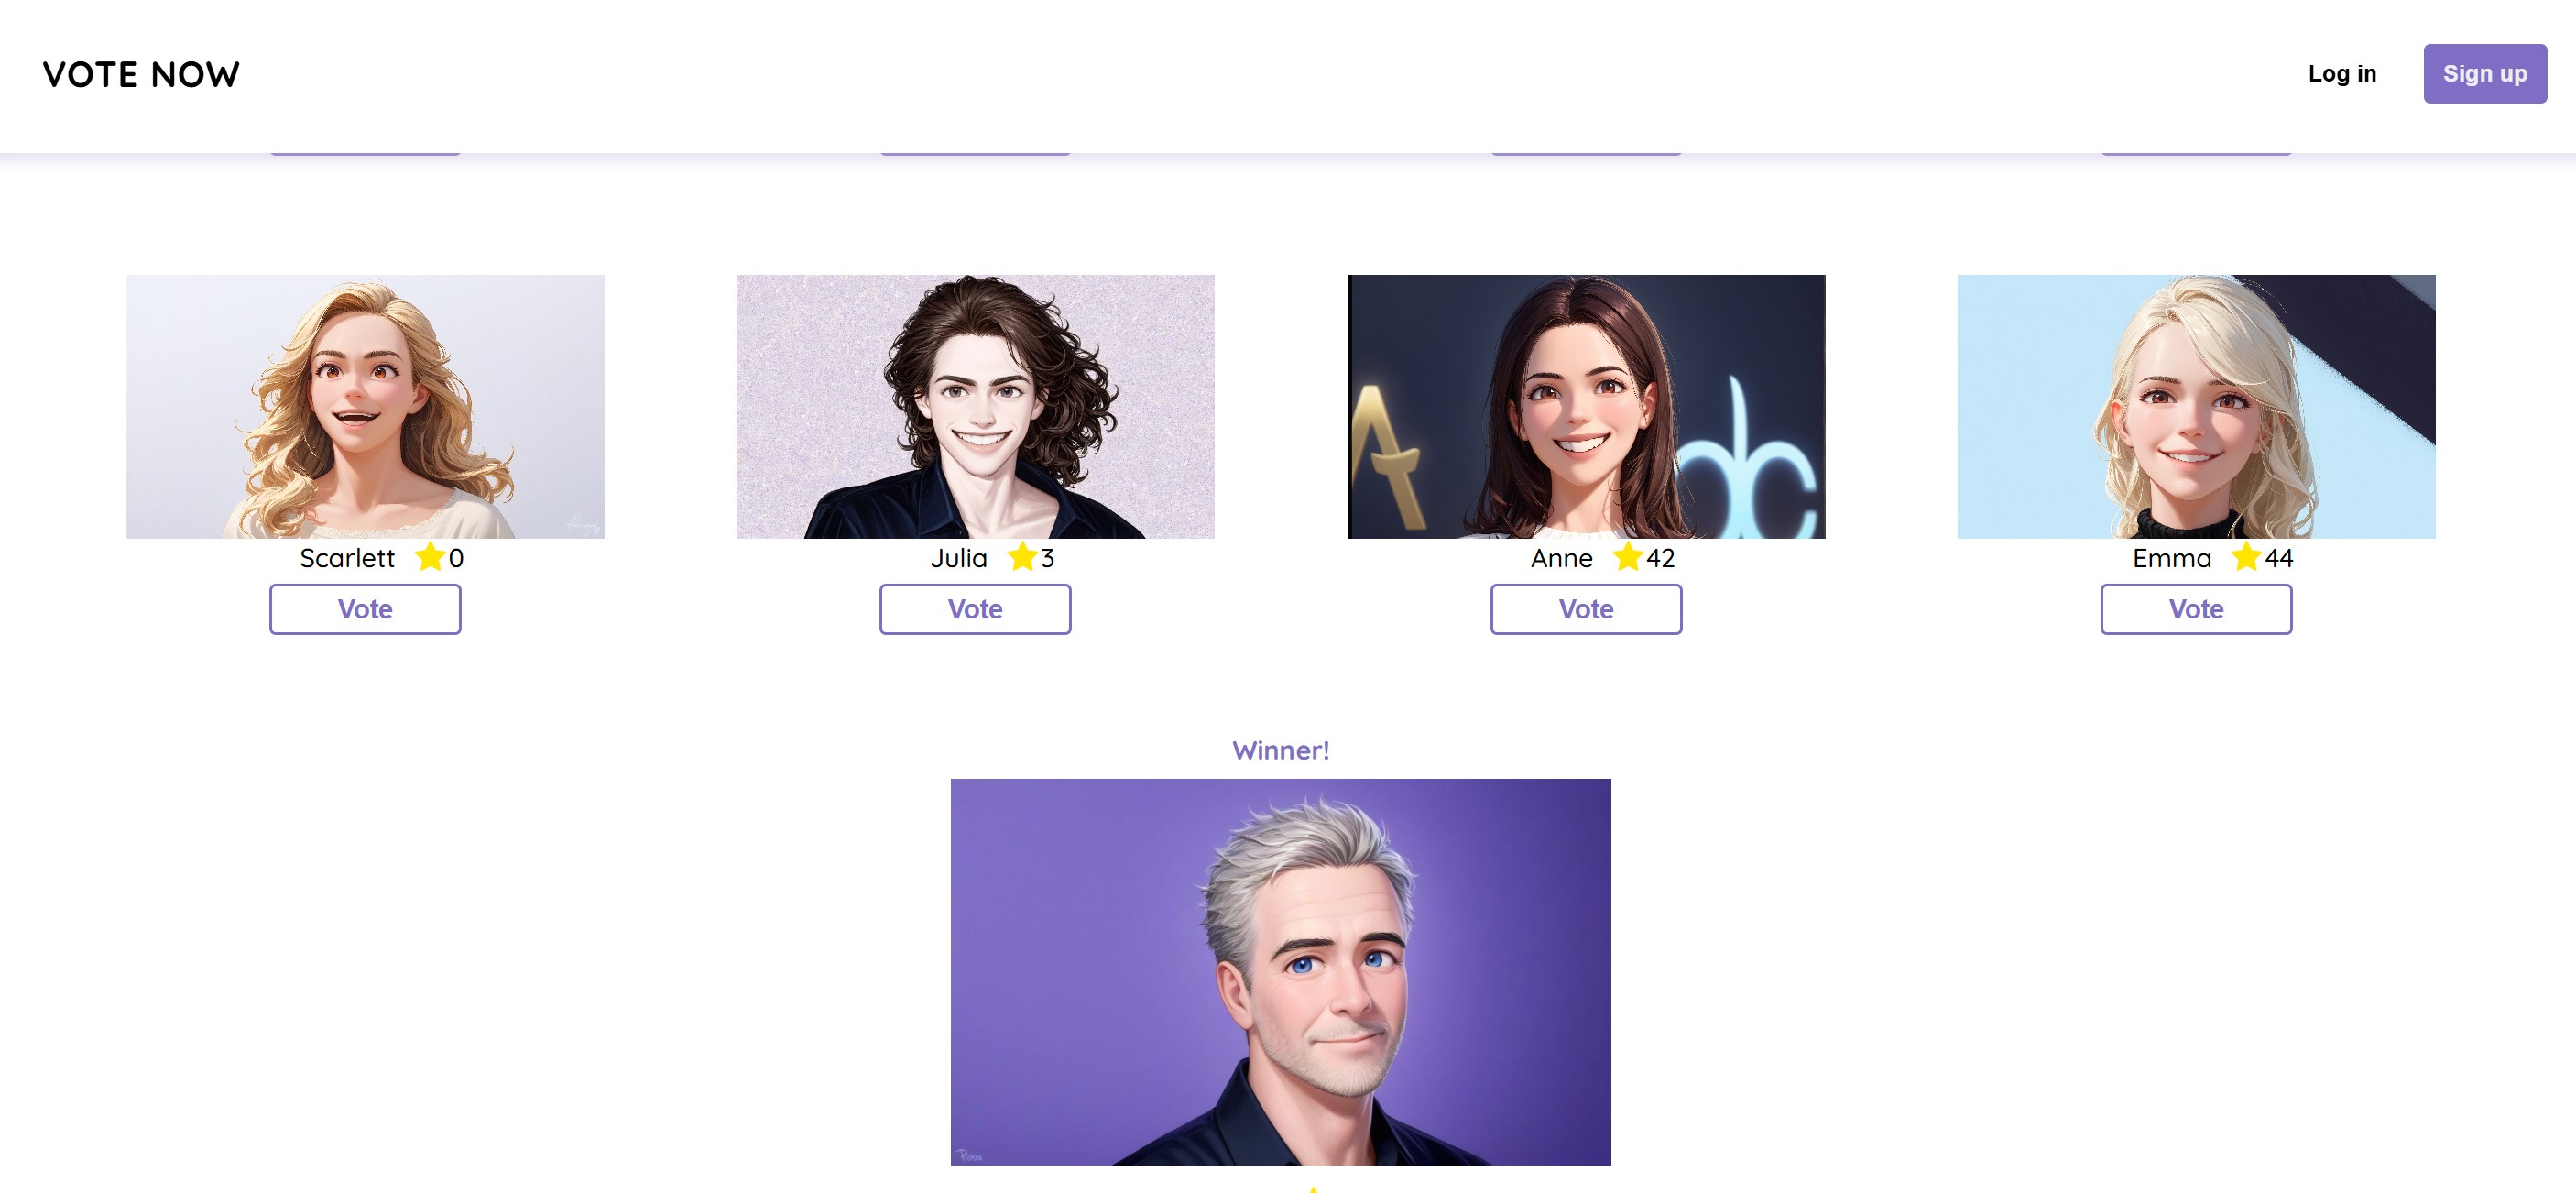 VOTE NOW
Log in
Sign up
A
bc
Scarlett 0
Julia 3
Anne 42
Emma 44
Vote
Vote
Vote
Vote
Winner!